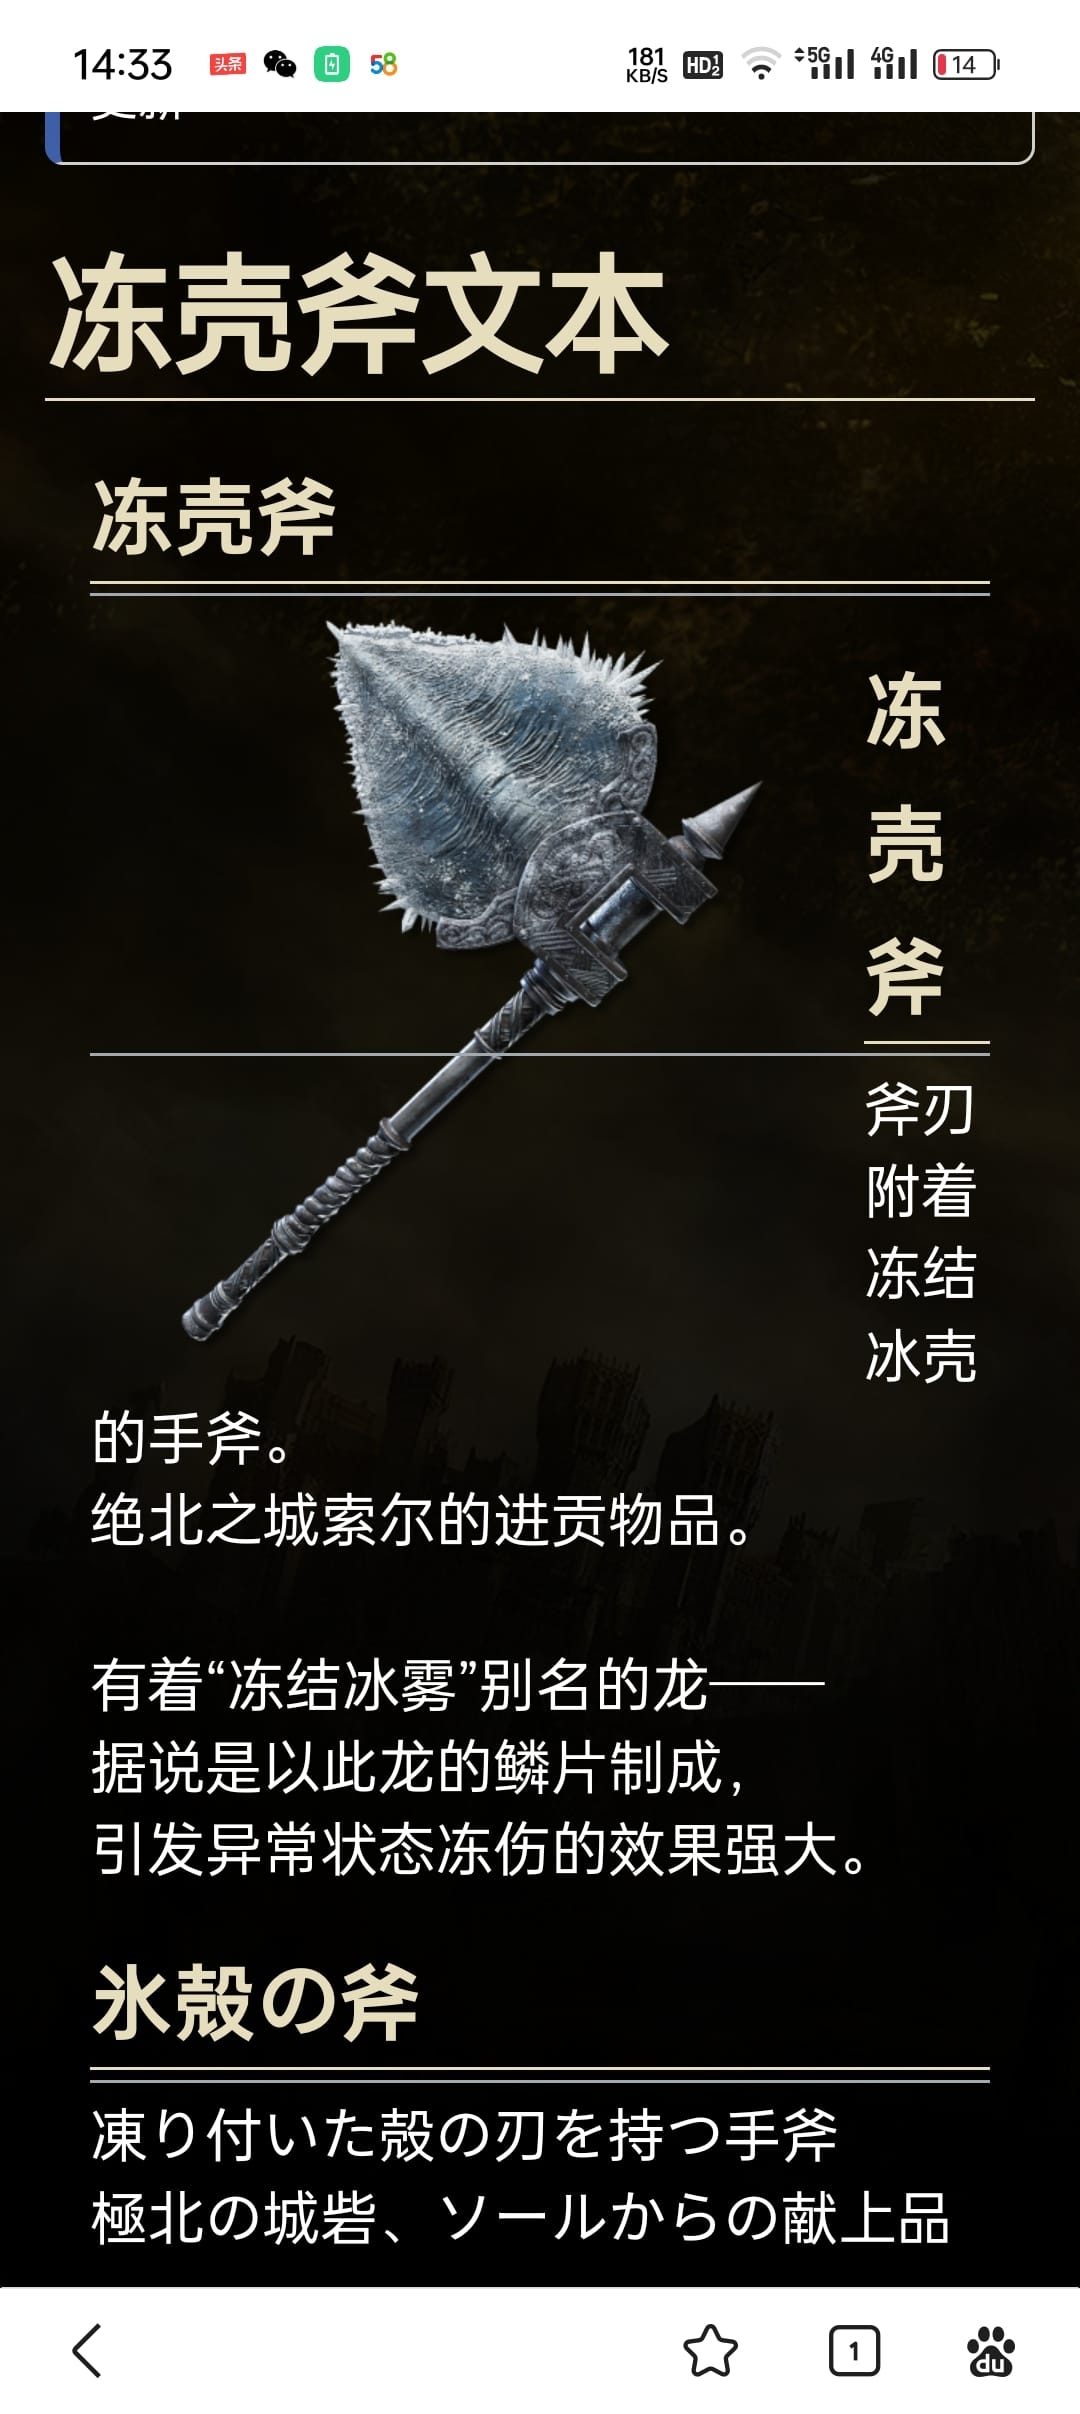 14:33
头条
58
181
KB/S
HD 1 2
5G
4G
14
更新
冻壳斧文本
冻壳斧
冻
壳
斧
斧刃
附着
冻结
冰壳
的手斧。
绝北之城索尔的进贡物品。
有着“冻结冰雾”别名的龙——
据说是以此龙的鳞片制成，
引发异常状态冻伤的效果强大。
氷殻の斧
凍り付いた殻の刃を持つ手斧
極北の城砦、ソールからの献上品
1
du